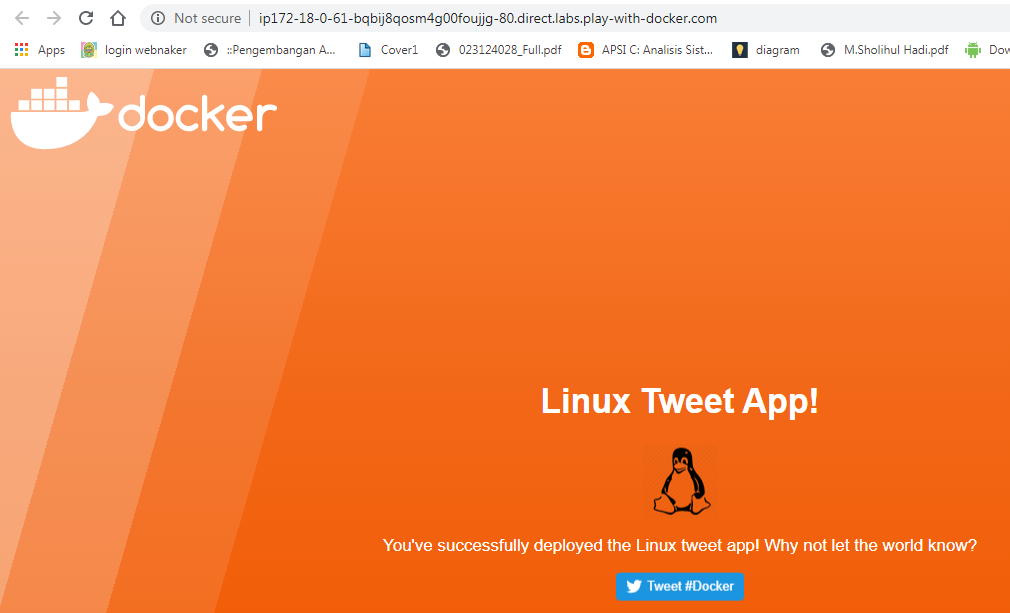 Not secure ip172-18-0-61-bqbij8qosm4g00foujjg-80.direct.labs.play-with-docker.com
Apps login webnaker ::Pengembangan A... Cover1 023124028_Full.pdf APSI C: Analisis Sist... diagram M.Sholihul Hadi.pdf Dow
docker
Linux Tweet App!
You've successfully deployed the Linux tweet app! Why not let the world know?
Tweet #Docker